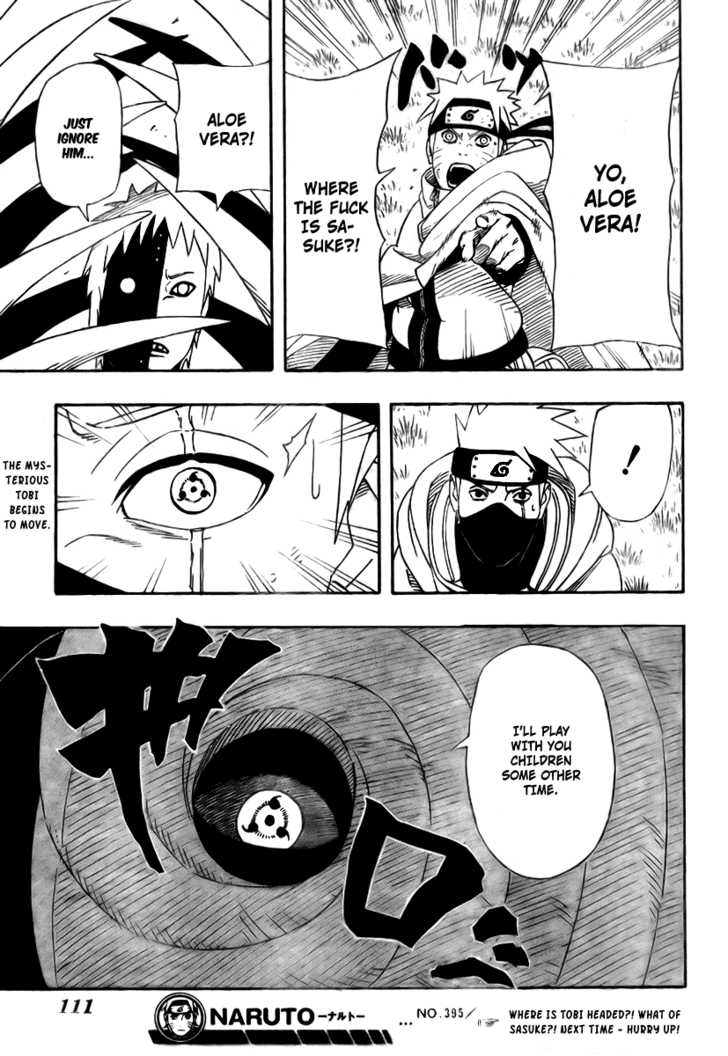 YO,
ALOE
VERA!
WHERE
THE FUCK
IS SA-
SUKE?!
ALOE
VERA?!
JUST
IGNORE
HIM...
!
THE MYS-
TERIOUS
TOBI
BEGINS
TO MOVE.
I'LL PLAY
WITH YOU
CHILDREN
SOME OTHER
TIME.
ギロ
111
NARUTO -ナルト-
... NO.395/
WHERE IS TOBI HEADED?! WHAT OF
SASUKE?! NEXT TIME - HURRY UP!